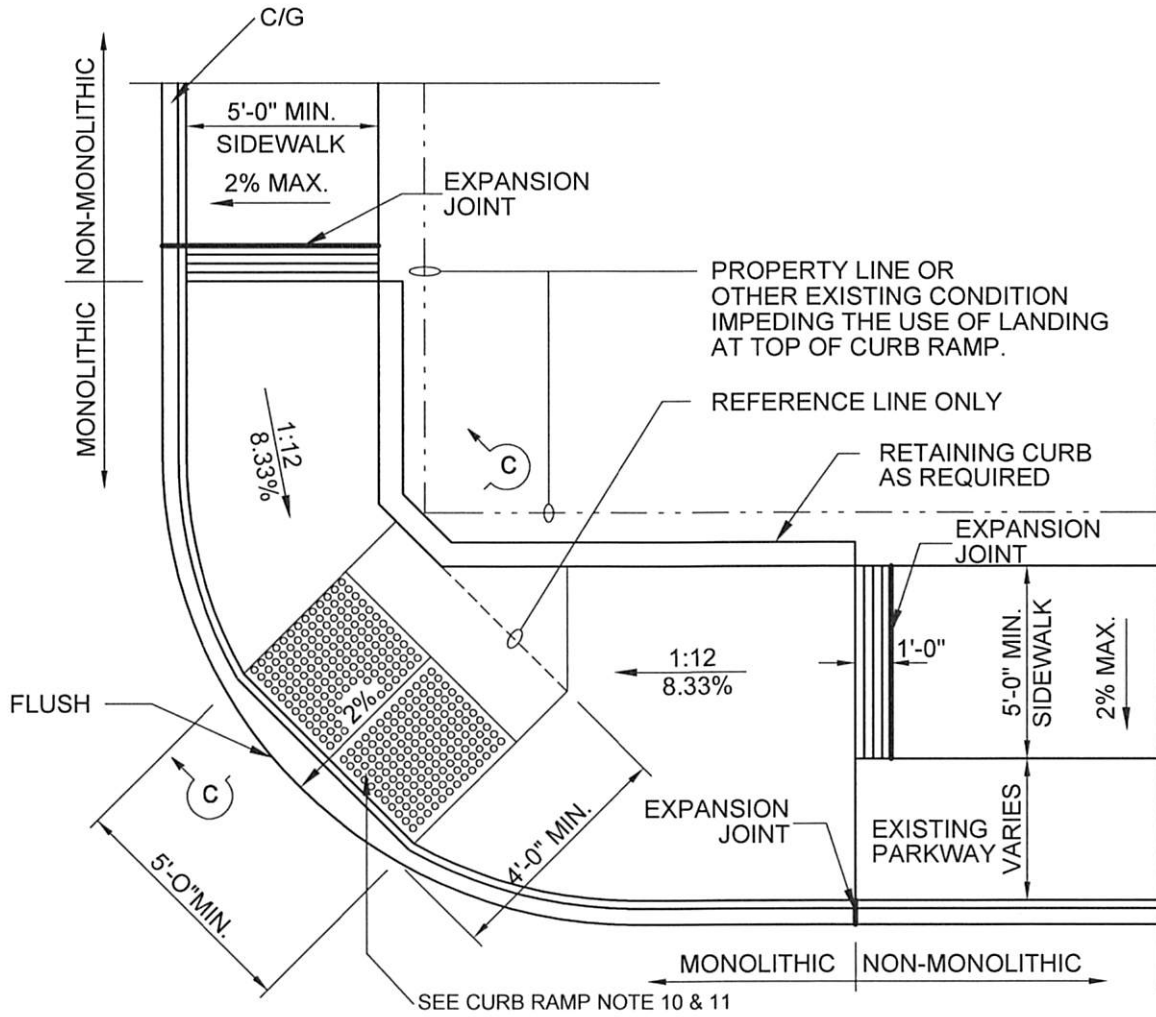 C/G
NON-MONOLITHIC
MONOLITHIC
5'-0" MIN.
SIDEWALK
2% MAX.
EXPANSION
JOINT
PROPERTY LINE OR
OTHER EXISTING CONDITION
IMPEDING THE USE OF LANDING
AT TOP OF CURB RAMP.
REFERENCE LINE ONLY
RETAINING CURB
AS REQUIRED
1:12
8.33%
C
EXPANSION
JOINT
1'-0"
5'-0" MIN.
SIDEWALK
2% MAX.
1:12
8.33%
2%
FLUSH
C
5'-O"MIN.
4'-0" MIN.
EXPANSION
JOINT
EXISTING
PARKWAY
VARIES
MONOLITHIC
NON-MONOLITHIC
SEE CURB RAMP NOTE 10 & 11